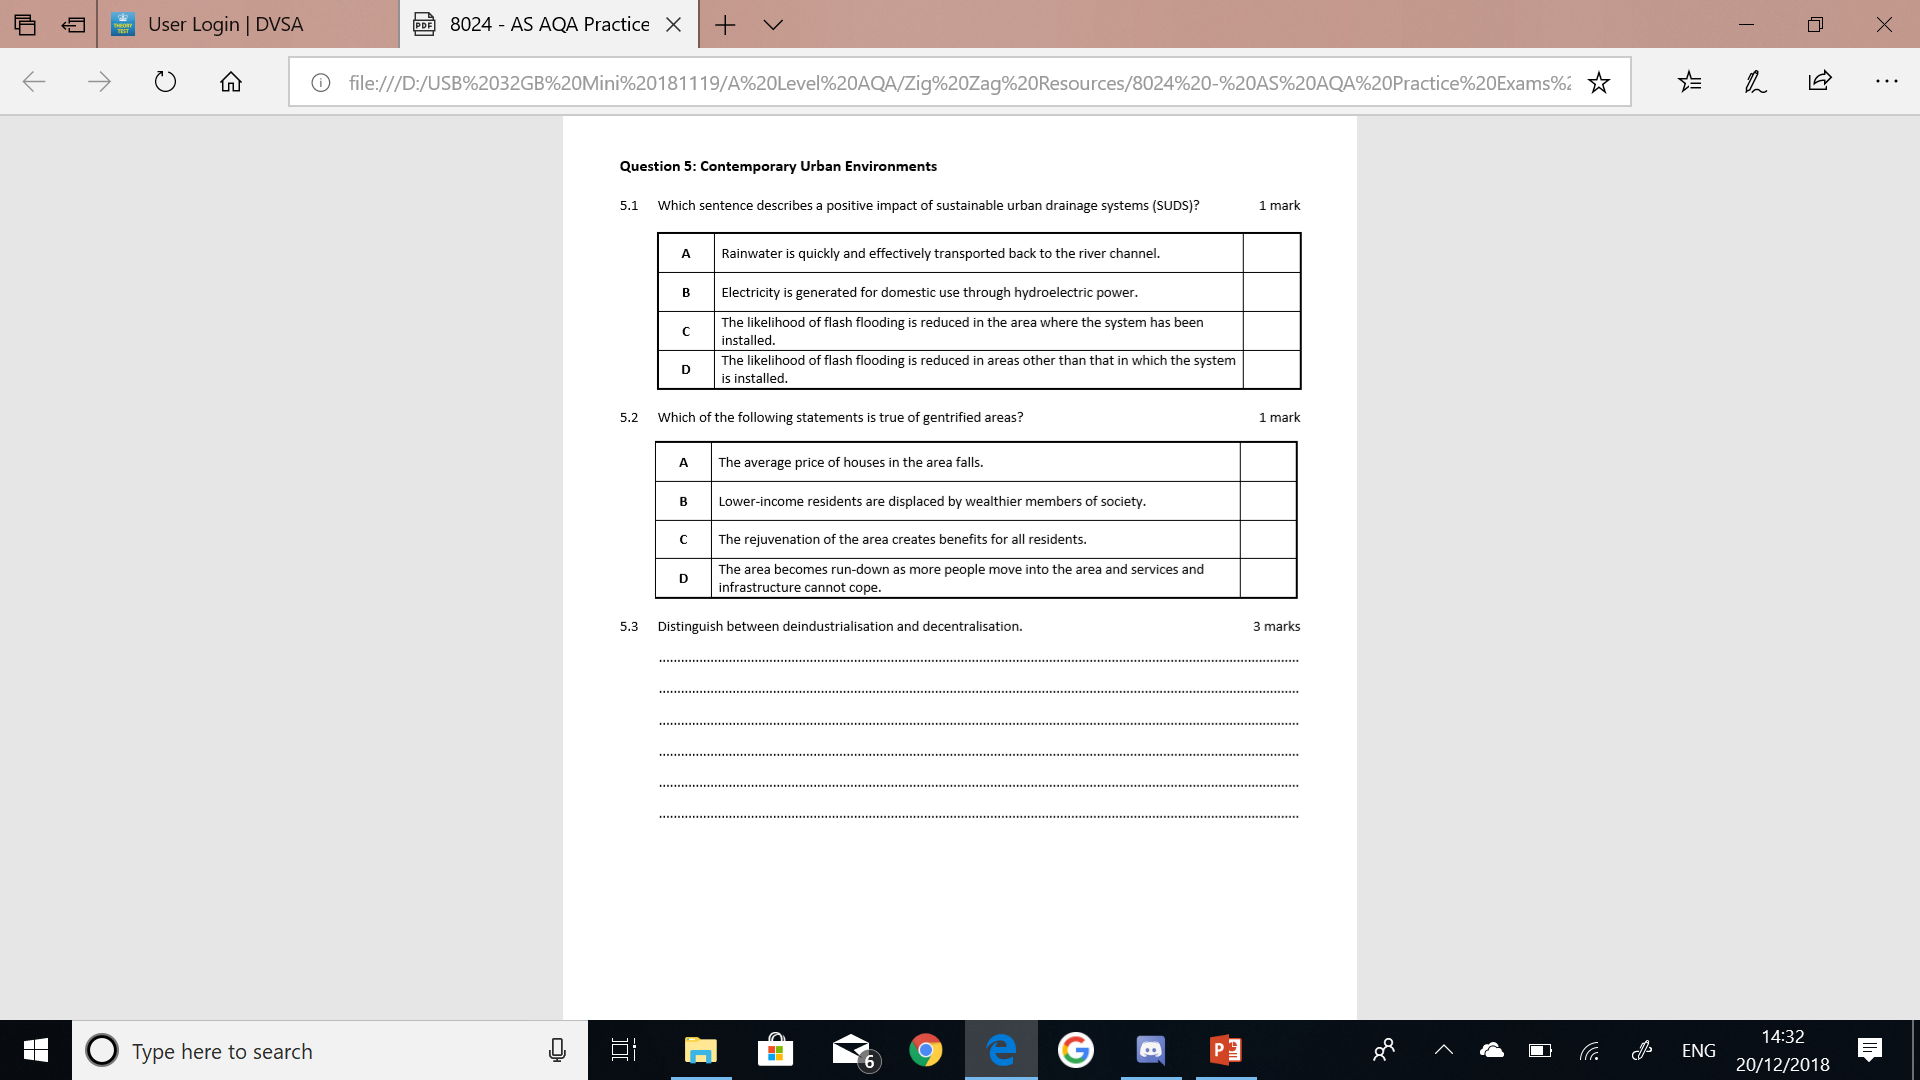 User Login | DVSA
PDF
8024 - AS AQA Practice
THEORY
TEST
file:///D:/USB%2032GB%20Mini%20181119/A%20Level%20AQA/Zig%20Zag%20Resources/8024%20-%20AS%20AQA%20Practice%20Exams%2
Question 5: Contemporary Urban Environments
5.1 Which sentence describes a positive impact of sustainable urban drainage systems (SUDS)? 1 mark
A Rainwater is quickly and effectively transported back to the river channel.
B Electricity is generated for domestic use through hydroelectric power.
C The likelihood of flash flooding is reduced in the area where the system has been
installed.
D The likelihood of flash flooding is reduced in areas other than that in which the system
is installed.
5.2 Which of the following statements is true of gentrified areas? 1 mark
A The average price of houses in the area falls.
B Lower-income residents are displaced by wealthier members of society.
C The rejuvenation of the area creates benefits for all residents.
D The area becomes run-down as more people move into the area and services and
infrastructure cannot cope.
5.3 Distinguish between deindustrialisation and decentralisation. 3 marks
Type here to search
6
G
P
ENG
14:32
20/12/2018